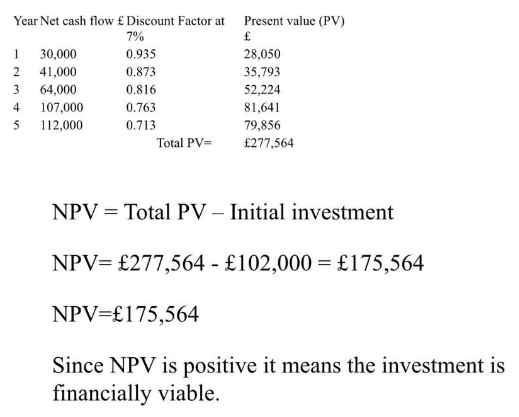 Year Net cash flow £ Discount Factor at Present value (PV)
7% £
1 30,000 0.935 28,050
2 41,000 0.873 35,793
3 64,000 0.816 52,224
4 107,000 0.763 81,641
5 112,000 0.713 79,856
Total PV= £277,564
NPV = Total PV – Initial investment
NPV= £277,564 - £102,000 = £175,564
NPV=£175,564
Since NPV is positive it means the investment is
financially viable.